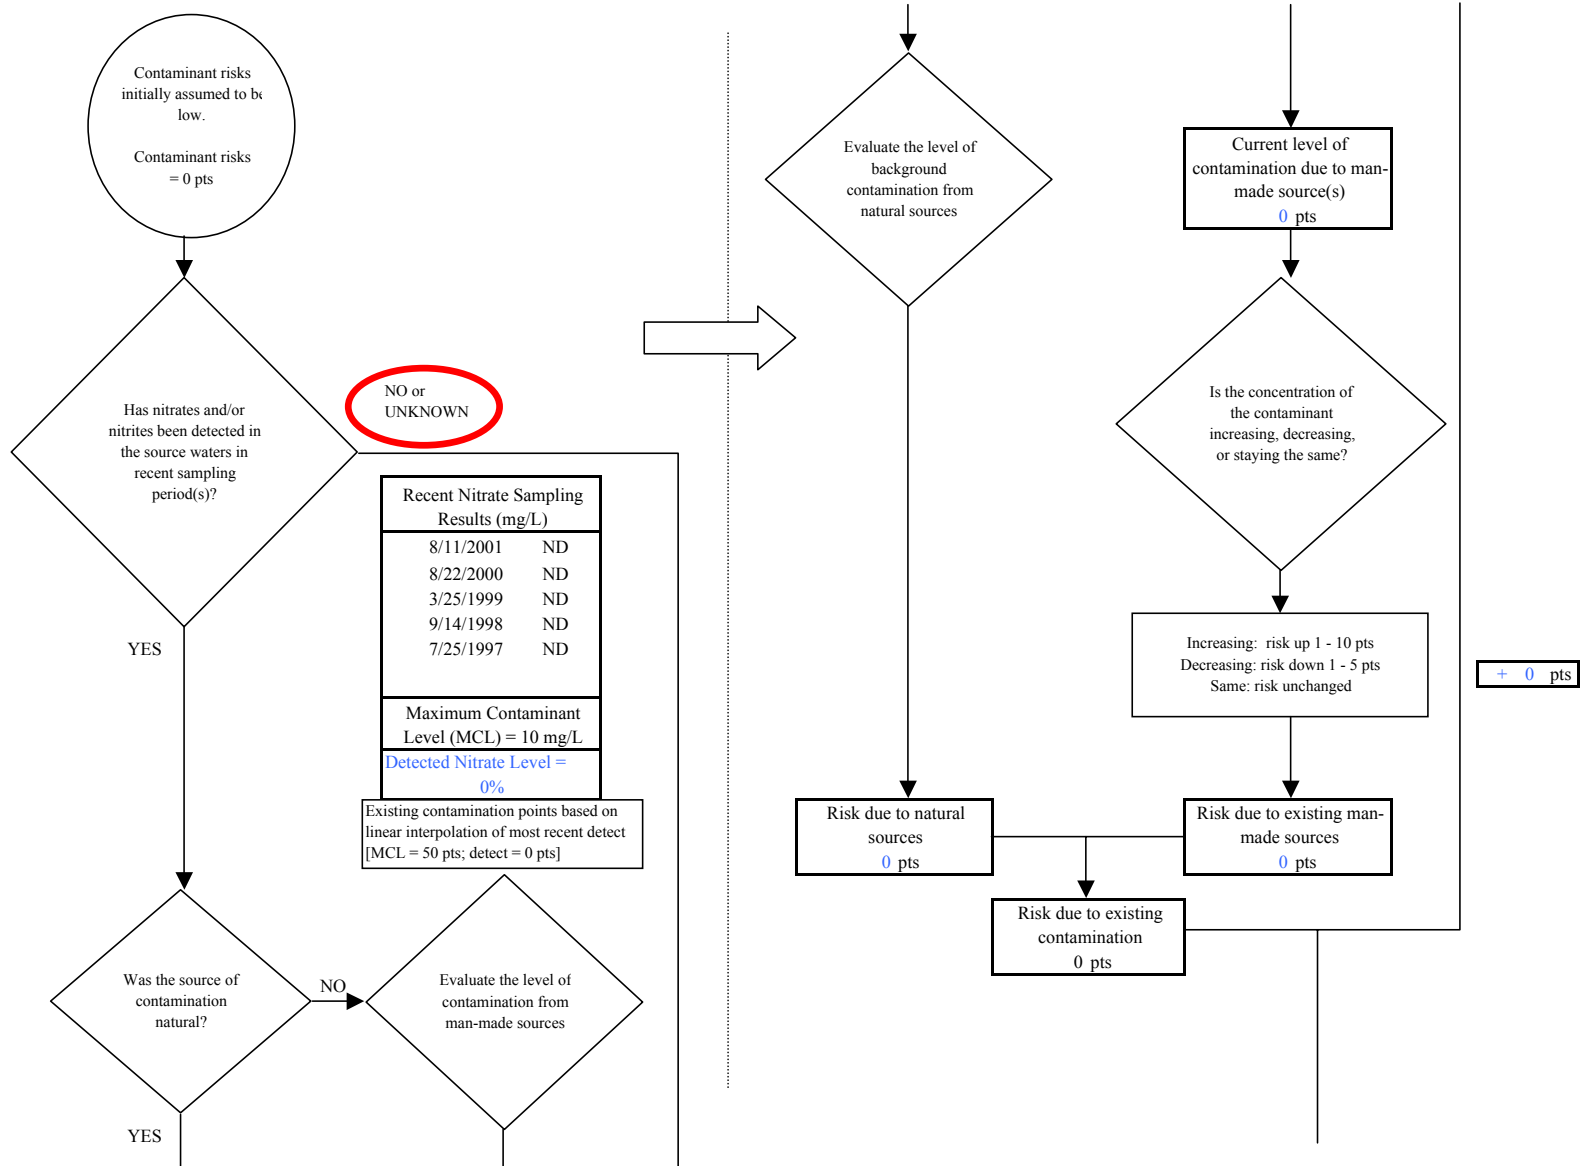 Contaminant risks
initially assumed to be
low.
Contaminant risks
= 0 pts
Has nitrates and/or
nitrites been detected in
the source waters in
recent sampling
period(s)?
NO or
UNKNOWN
Recent Nitrate Sampling
Results (mg/L)
8/11/2001 ND
8/22/2000 ND
3/25/1999 ND
9/14/1998 ND
7/25/1997 ND
Maximum Contaminant
Level (MCL) = 10 mg/L
Detected Nitrate Level =
0%
Existing contamination points based on
linear interpolation of most recent detect
[MCL = 50 pts; detect = 0 pts]
YES
Was the source of
contamination
natural?
NO
Evaluate the level of
contamination from
man-made sources
YES
Evaluate the level of
background
contamination from
natural sources
Current level of
contamination due to man-
made source(s)
0 pts
Is the concentration of
the contaminant
increasing, decreasing,
or staying the same?
Increasing: risk up 1 - 10 pts
Decreasing: risk down 1 - 5 pts
Same: risk unchanged
+ 0 pts
Risk due to natural
sources
0 pts
Risk due to existing man-
made sources
0 pts
Risk due to existing
contamination
0 pts